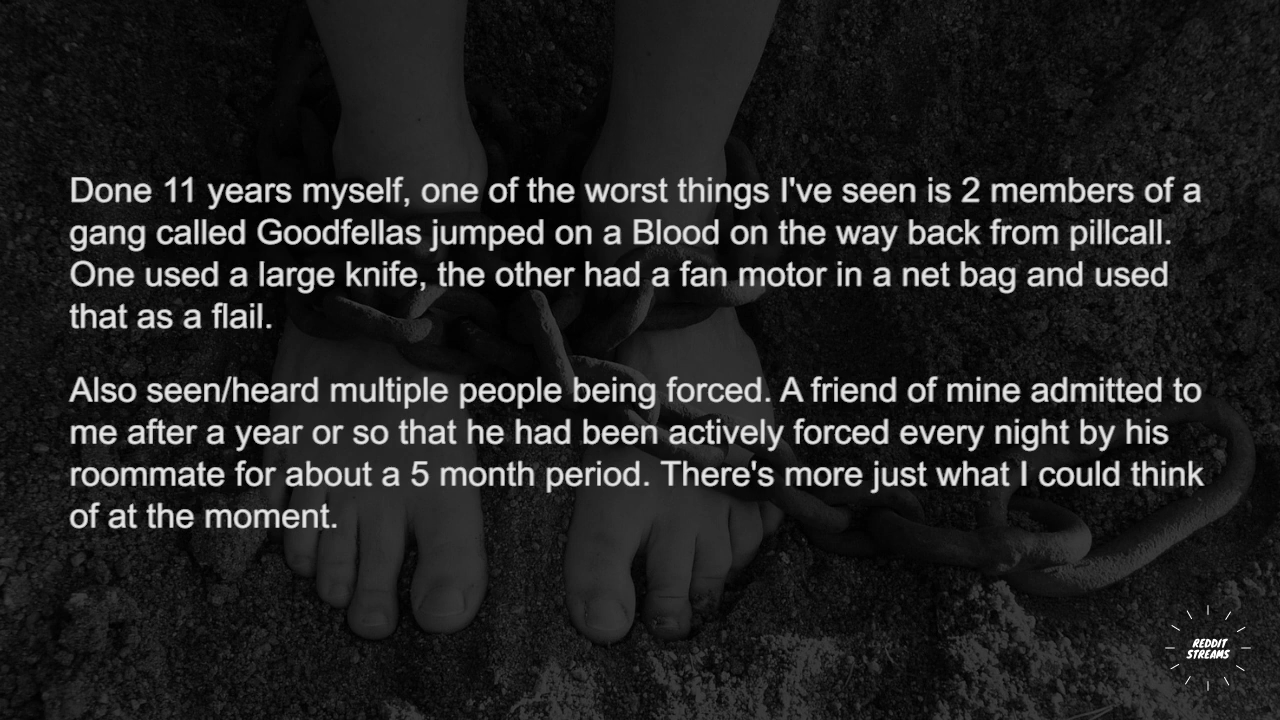 Done 11 years myself, one of the worst things I've seen is 2 members of a
gang called Goodfellas jumped on a Blood on the way back from pillcall.
One used a large knife, the other had a fan motor in a net bag and used
that as a flail.
Also seen/heard multiple people being forced. A friend of mine admitted to
me after a year or so that he had been actively forced every night by his
roommate for about a 5 month period. There's more just what I could think
of at the moment.
REDDIT
STREAMS